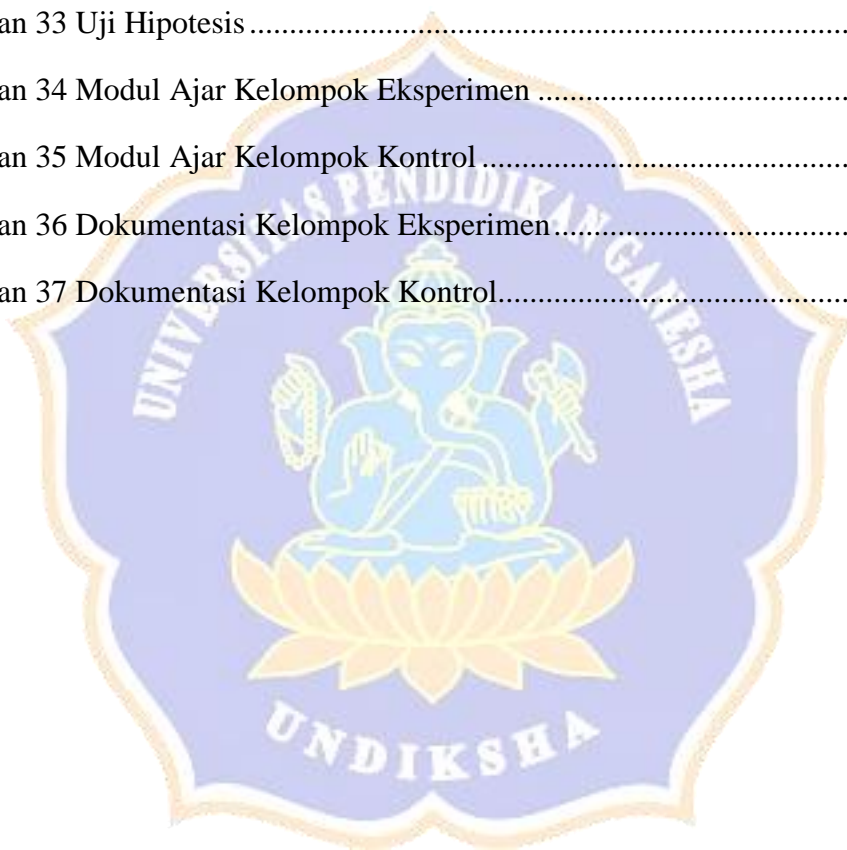 an 33 Uji Hipotesis ..........................................................................
an 34 Modul Ajar Kelompok Eksperimen ......................................
an 35 Modul Ajar Kelompok Kontrol .............................................
an 36 Dokumentasi Kelompok Eksperimen ....................................
an 37 Dokumentasi Kelompok Kontrol...........................................
UNIVERSITAS PENDIDIKAN GANESHA
UNDIKSHA